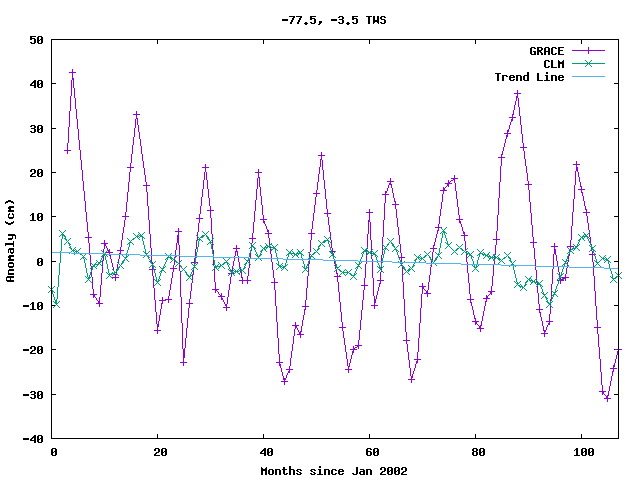 -77.5, -3.5 TWS
GRACE
CLM
Trend Line
50
40
30
20
10
0
-10
-20
-30
-40
Anomaly (cm)
0 20 40 60 80 100
Months since Jan 2002